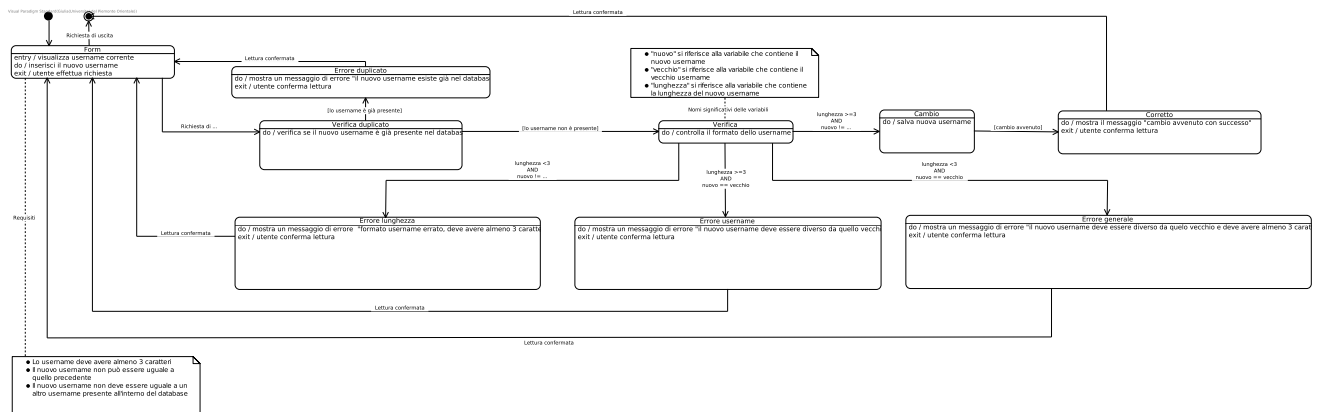 Visual Paradigm Standard
Lettura confermata
Richiesta di uscita
Form
entry / visualizza username corrente
do / inserisci il nuovo username
exit / utente effettua richiesta
Lettura confermata
Errore duplicato
do / mostra un messaggio di errore "il nuovo username esiste già nel databas
exit / utente conferma lettura
● "nuovo" si riferisce alla variabile che contiene il
nuovo username
● "vecchio" si riferisce alla variabile che contiene il
vecchio username
● "lunghezza" si riferisce alla variabile che contiene
la lunghezza del nuovo username
[lo username è già presente]
Nomi significativi delle variabili
Richiesta di ...
Verifica duplicato
do / verifica se il nuovo username è già presente nel databas
[lo username non è presente]
Verifica
do / controlla il formato dello username
lunghezza >=3
AND
nuovo != ...
Cambio
do / salva nuova username
[cambio avvenuto]
Corretto
do / mostra il messaggio "cambio avvenuto con successo"
exit / utente conferma lettura
lunghezza <3
AND
nuovo != ...
lunghezza >=3
AND
nuovo == vecchio
lunghezza <3
AND
nuovo == vecchio
Requisiti
Lettura confermata
Errore lunghezza
do / mostra un messaggio di errore "formato username errato, deve avere almeno 3 caratte
exit / utente conferma lettura
Errore username
do / mostra un messaggio di errore "il nuovo username deve essere diverso da quello vecchi
exit / utente conferma lettura
Errore generale
do / mostra un messaggio di errore "il nuovo username deve essere diverso da quelo vecchio e deve avere almeno 3 carat
exit / utente conferma lettura
Lettura confermata
Lettura confermata
● Lo username deve avere almeno 3 caratteri
● Il nuovo username non può essere uguale a
quello precedente
● Il nuovo username non deve essere uguale a un
altro username presente all'interno del database